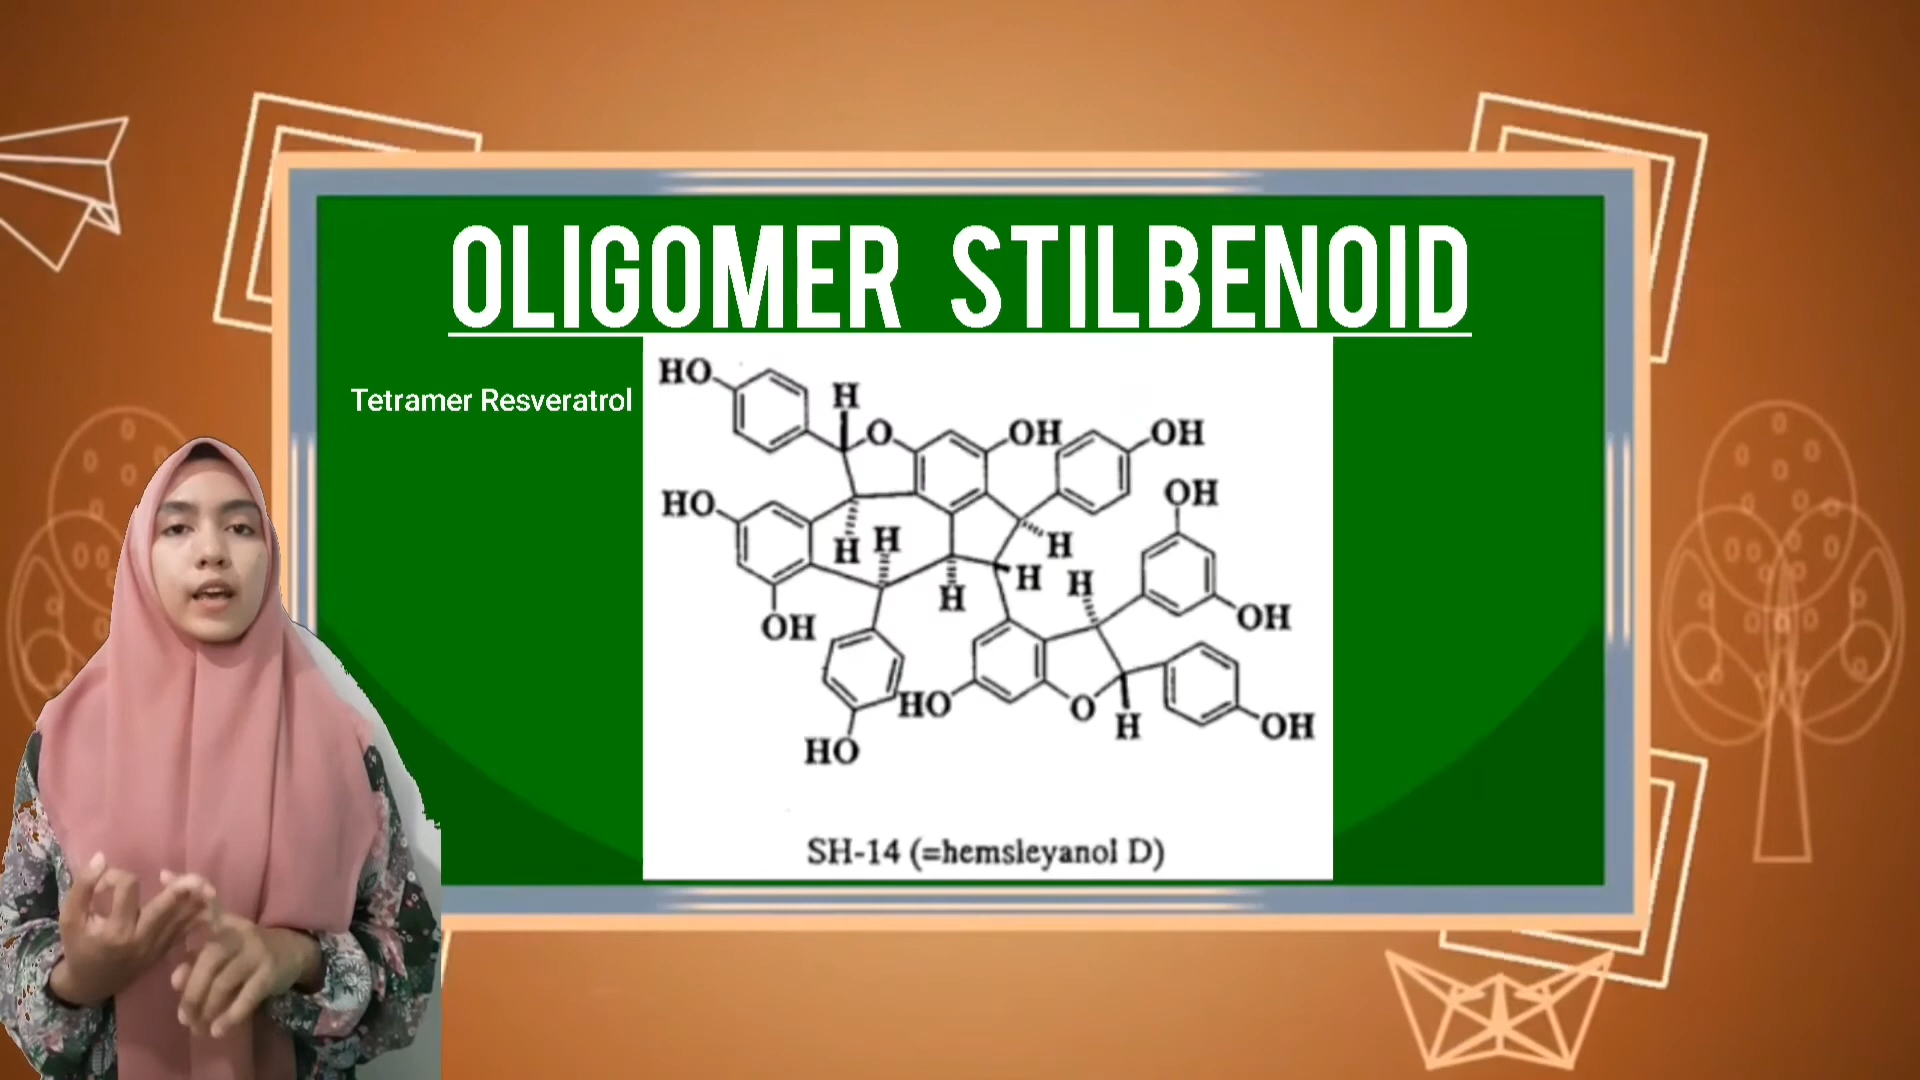 OLIGOMER STILBENOID
Tetramer Resveratrol
HO
H
O
OH
OH
HO
OH
H
H
H
H
H
H
OH
OH
HO
O
H
OH
HO
SH-14 (=hemsleyanol D)